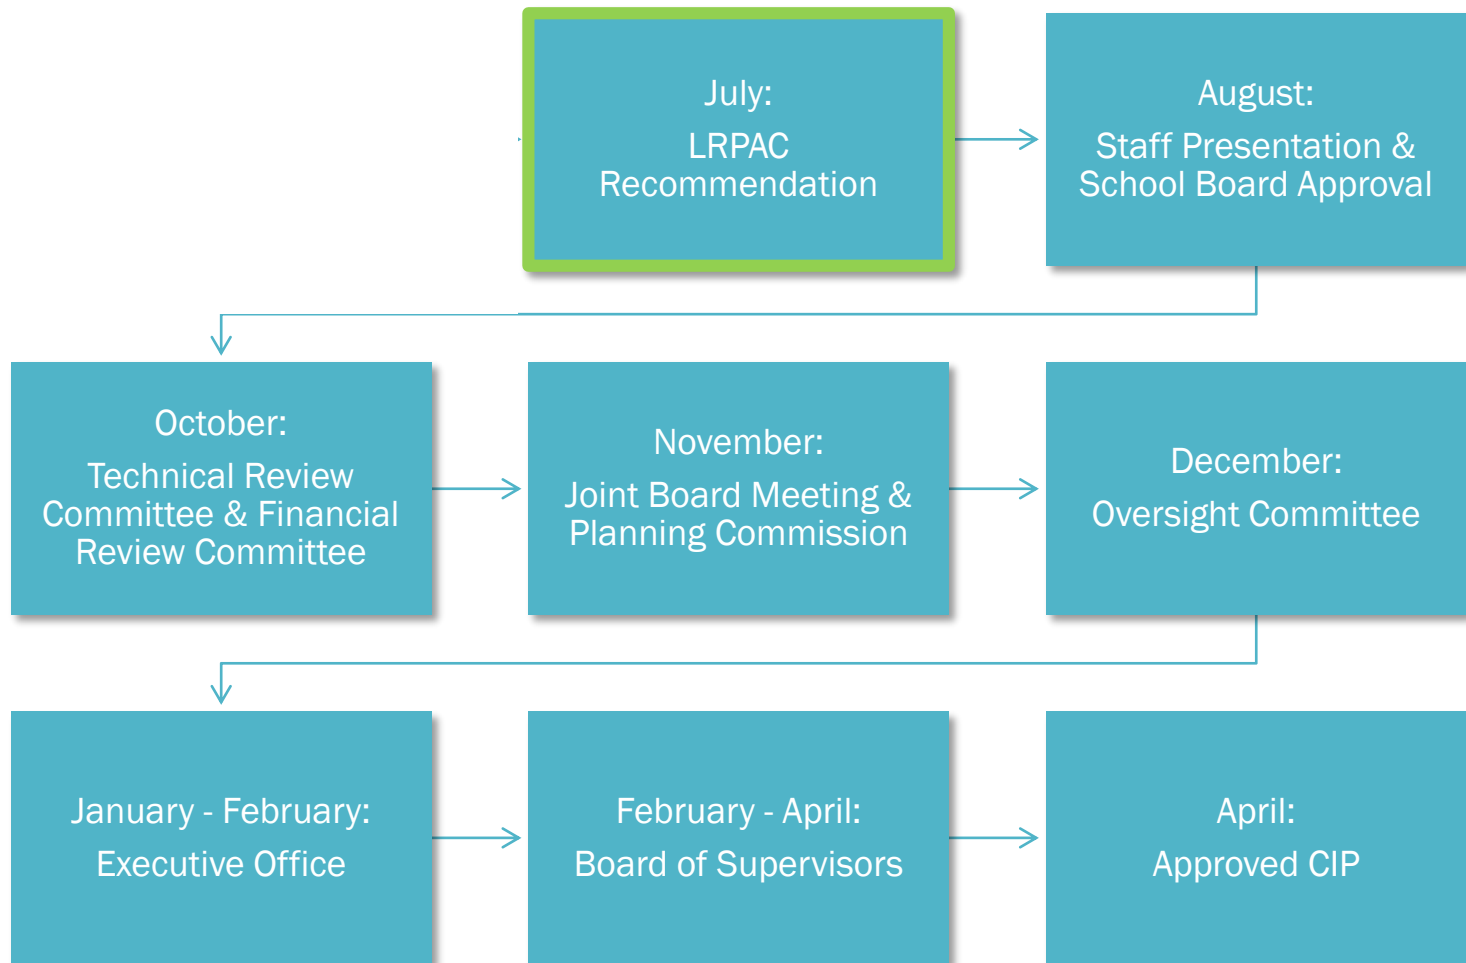 July:
LRPAC
Recommendation
August:
Staff Presentation &
School Board Approval
October:
Technical Review
Committee & Financial
Review Committee
November:
Joint Board Meeting &
Planning Commission
December:
Oversight Committee
January - February:
Executive Office
February - April:
Board of Supervisors
April:
Approved CIP